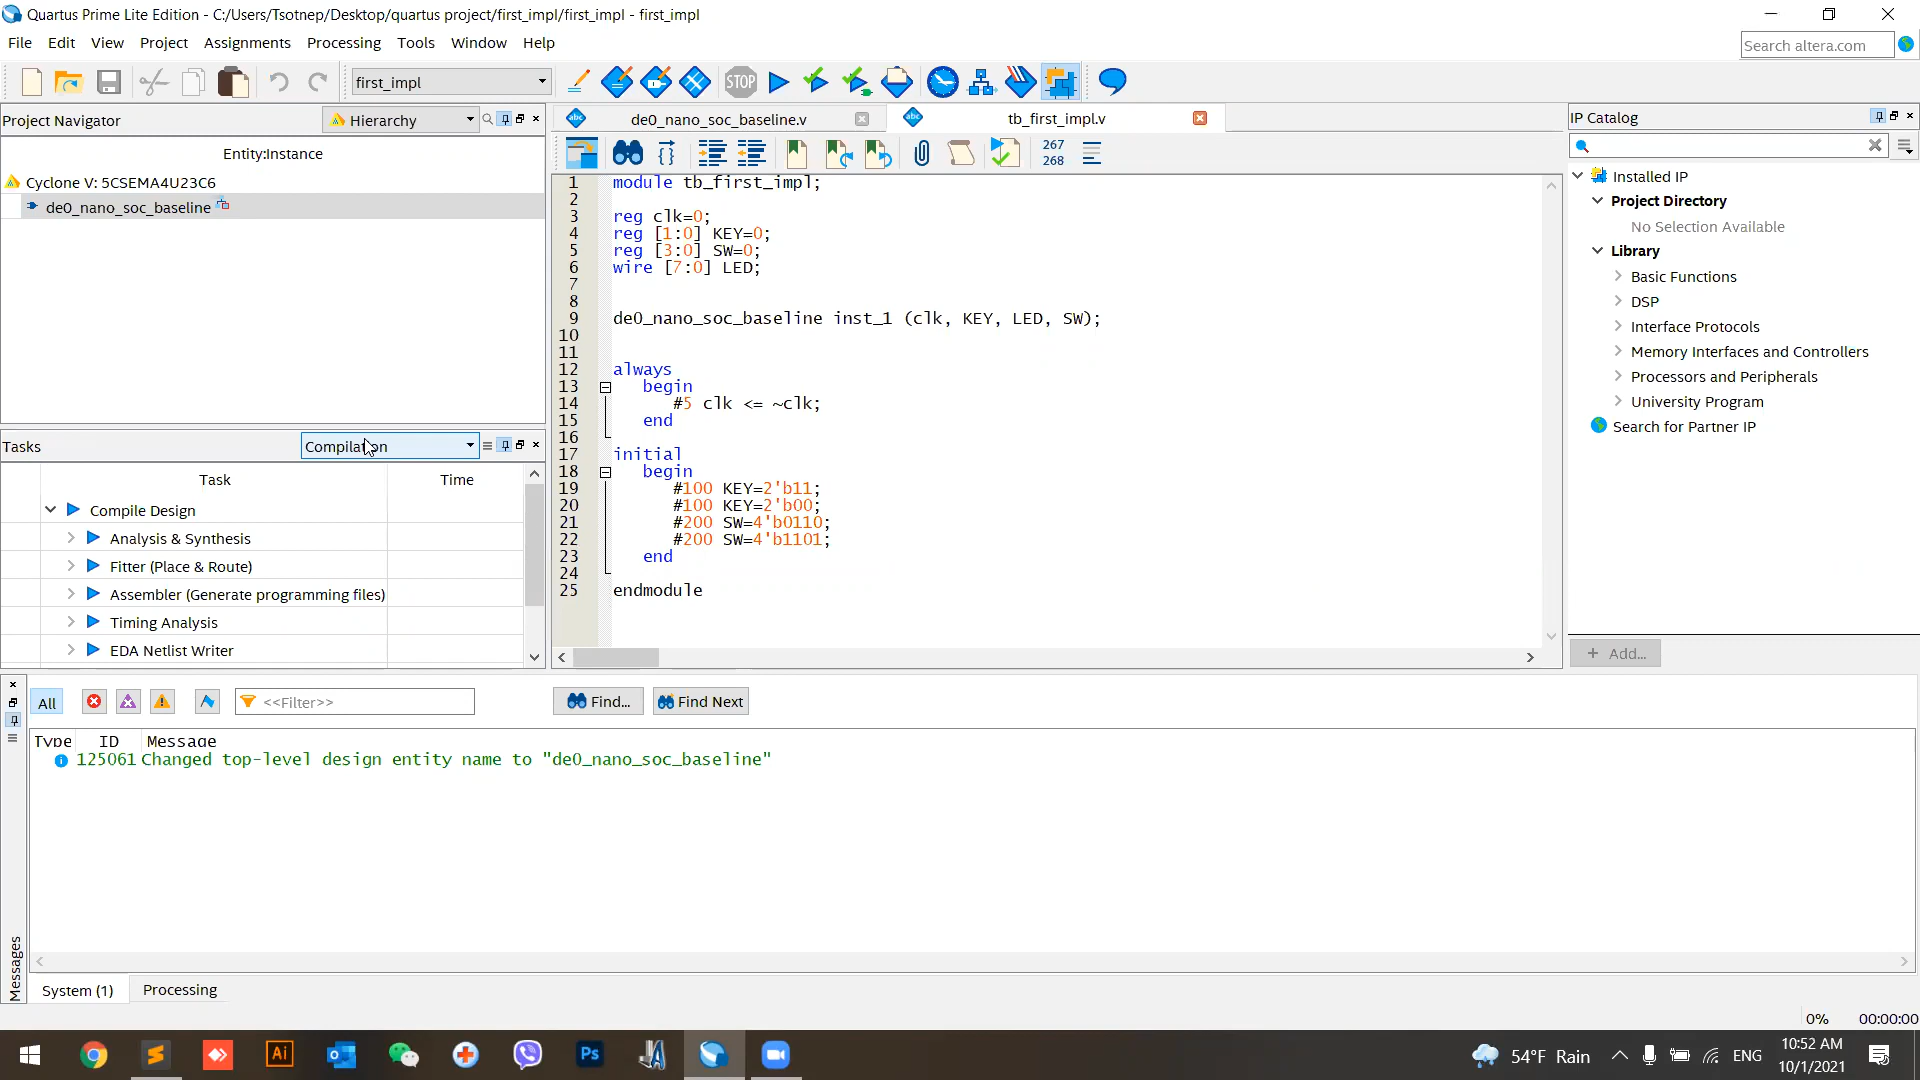 Quartus Prime Lite Edition - C:/Users/Tsotnep/Desktop/quartus project/first_impl/first_impl - first_impl
File Edit View Project Assignments Processing Tools Window Help
Search altera.com
first_impl
STOP
Project Navigator
Hierarchy
Entity:Instance
Cyclone V: 5CSEMA4U23C6
de0_nano_soc_baseline
Tasks
Compilation
Task Time
Compile Design
Analysis & Synthesis
Fitter (Place & Route)
Assembler (Generate programming files)
Timing Analysis
EDA Netlist Writer
abc de0_nano_soc_baseline.v
abc tb_first_impl.v
267
268
1 module tb_first_impl;
2
3 reg clk=0;
4 reg [1:0] KEY=0;
5 reg [3:0] SW=0;
6 wire [7:0] LED;
7
8
9 de0_nano_soc_baseline inst_1 (clk, KEY, LED, SW);
10
11
12 always
13 begin
14 #5 clk <= ~clk;
15 end
16
17 initial
18 begin
19 #100 KEY=2'b11;
20 #100 KEY=2'b00;
21 #200 SW=4'b0110;
22 #200 SW=4'b1101;
23 end
24
25 endmodule
IP Catalog
Installed IP
Project Directory
No Selection Available
Library
Basic Functions
DSP
Interface Protocols
Memory Interfaces and Controllers
Processors and Peripherals
University Program
Search for Partner IP
+ Add...
All
<<Filter>>
Find...
Find Next
Type ID Message
125061 Changed top-level design entity name to "de0_nano_soc_baseline"
Messages
System (1) Processing
0% 00:00:00
Ai
Ps
54°F Rain
ENG
10:52 AM
10/1/2021